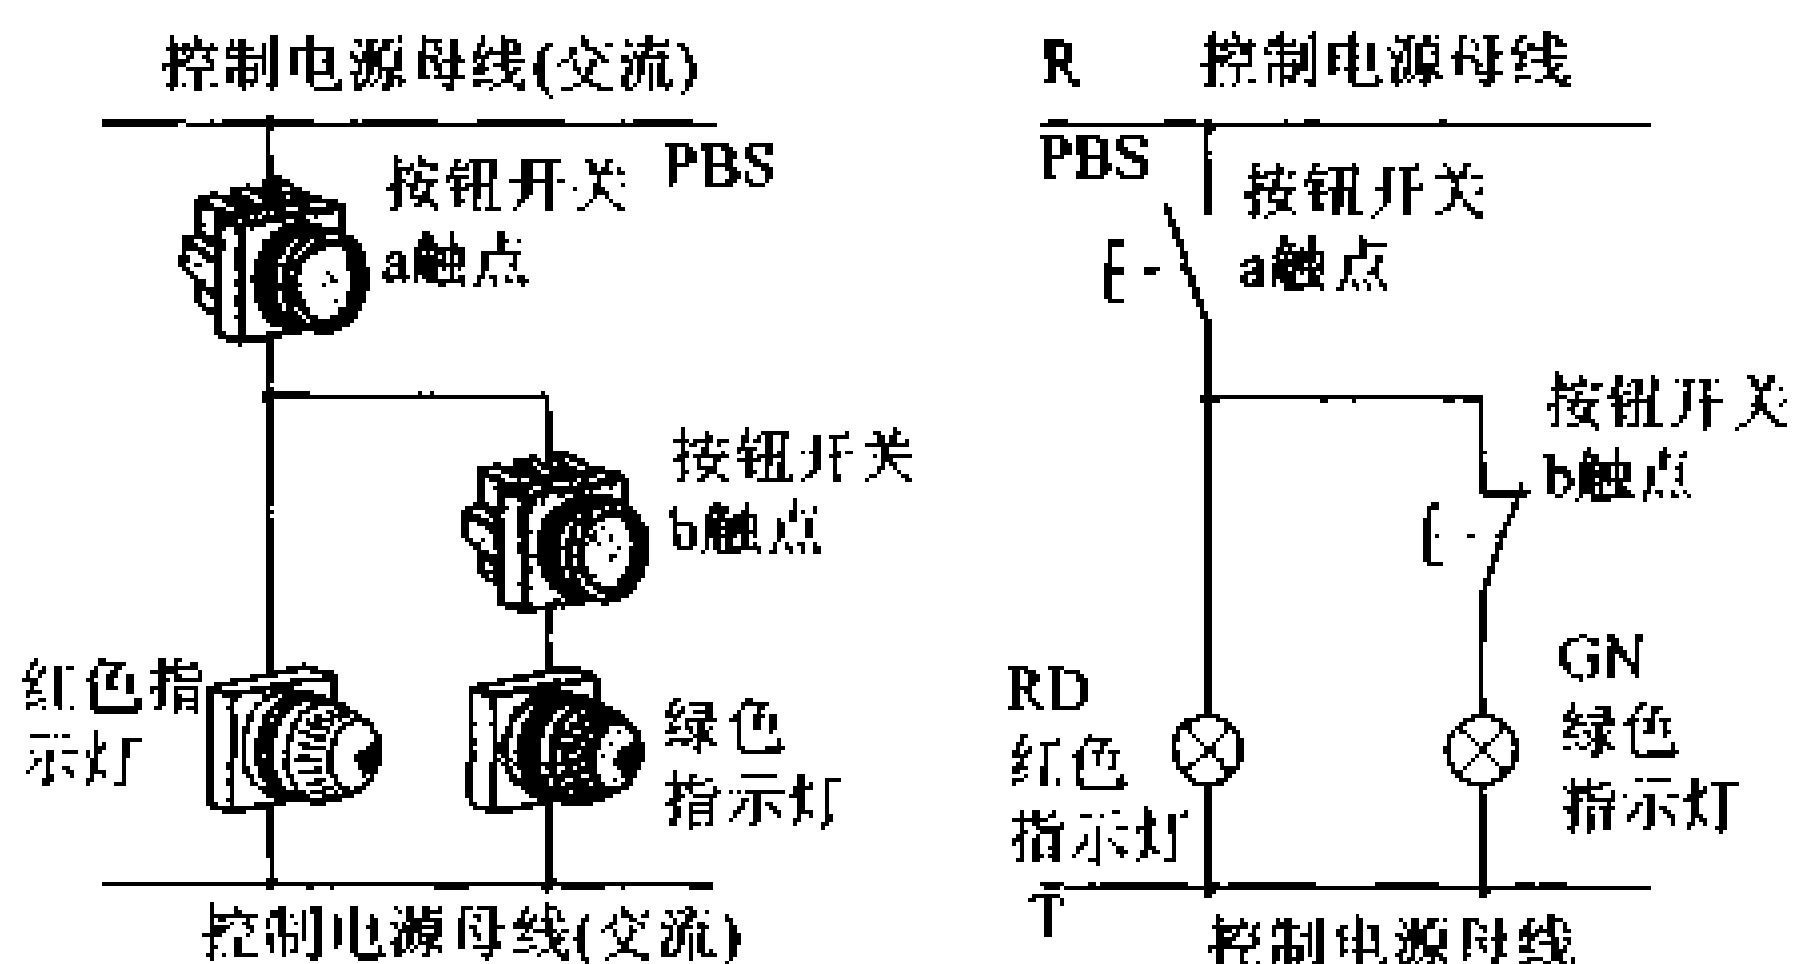 控制电源母线(交流)
PBS
按钮开关
a触点
按钮开关
b触点
红色指
示灯
绿色
指示灯
控制电源母线(交流)
R
控制电源母线
PBS
按钮开关
a触点
按钮开关
b触点
RD
红色
指示灯
GN
绿色
指示灯
T
控制电源母线